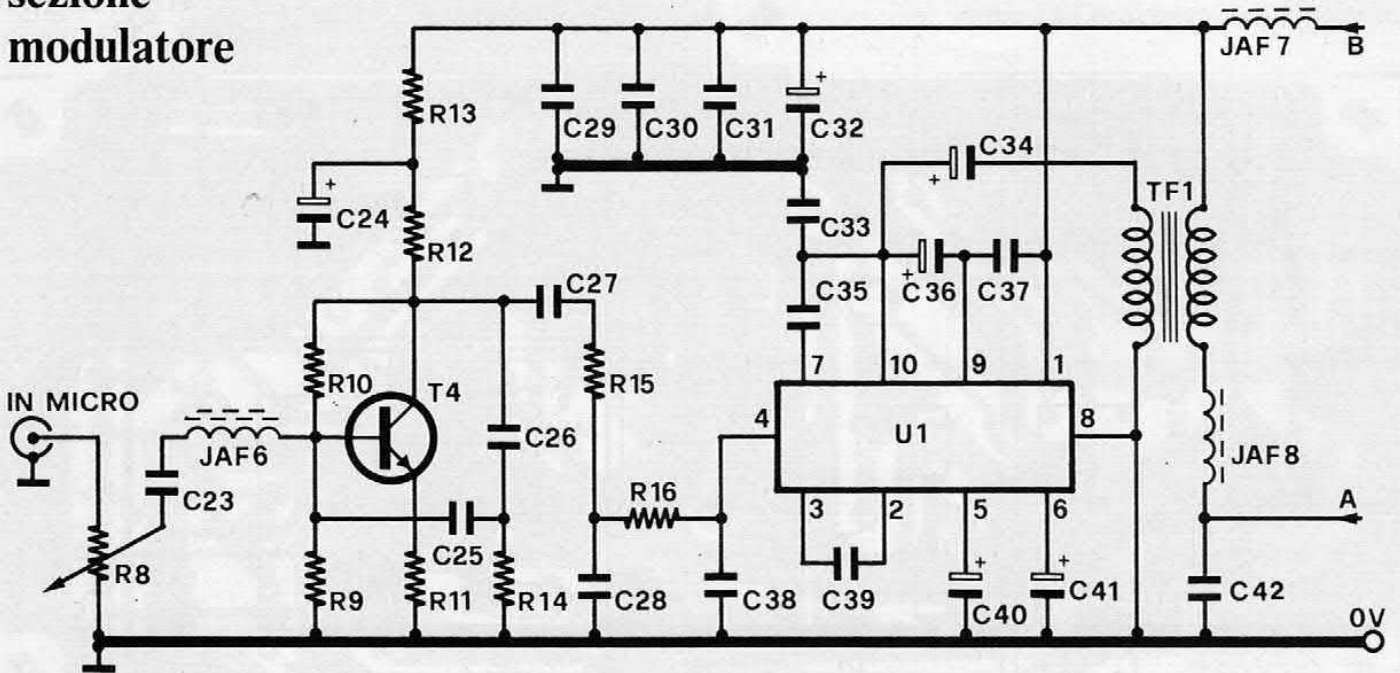 sezione
modulatore
JAF7
B
R13
C29
C30
C31
+
C32
+
C34
TF1
+
C24
C33
R12
C27
C35
+
C36
C37
7
10
9
1
R10
T4
R15
IN MICRO
C26
4
U1
8
JAF6
JAF8
C23
R16
3
2
5
6
A
C25
R8
R9
R11
R14
C28
C38
C39
+
C40
+
C41
C42
0V